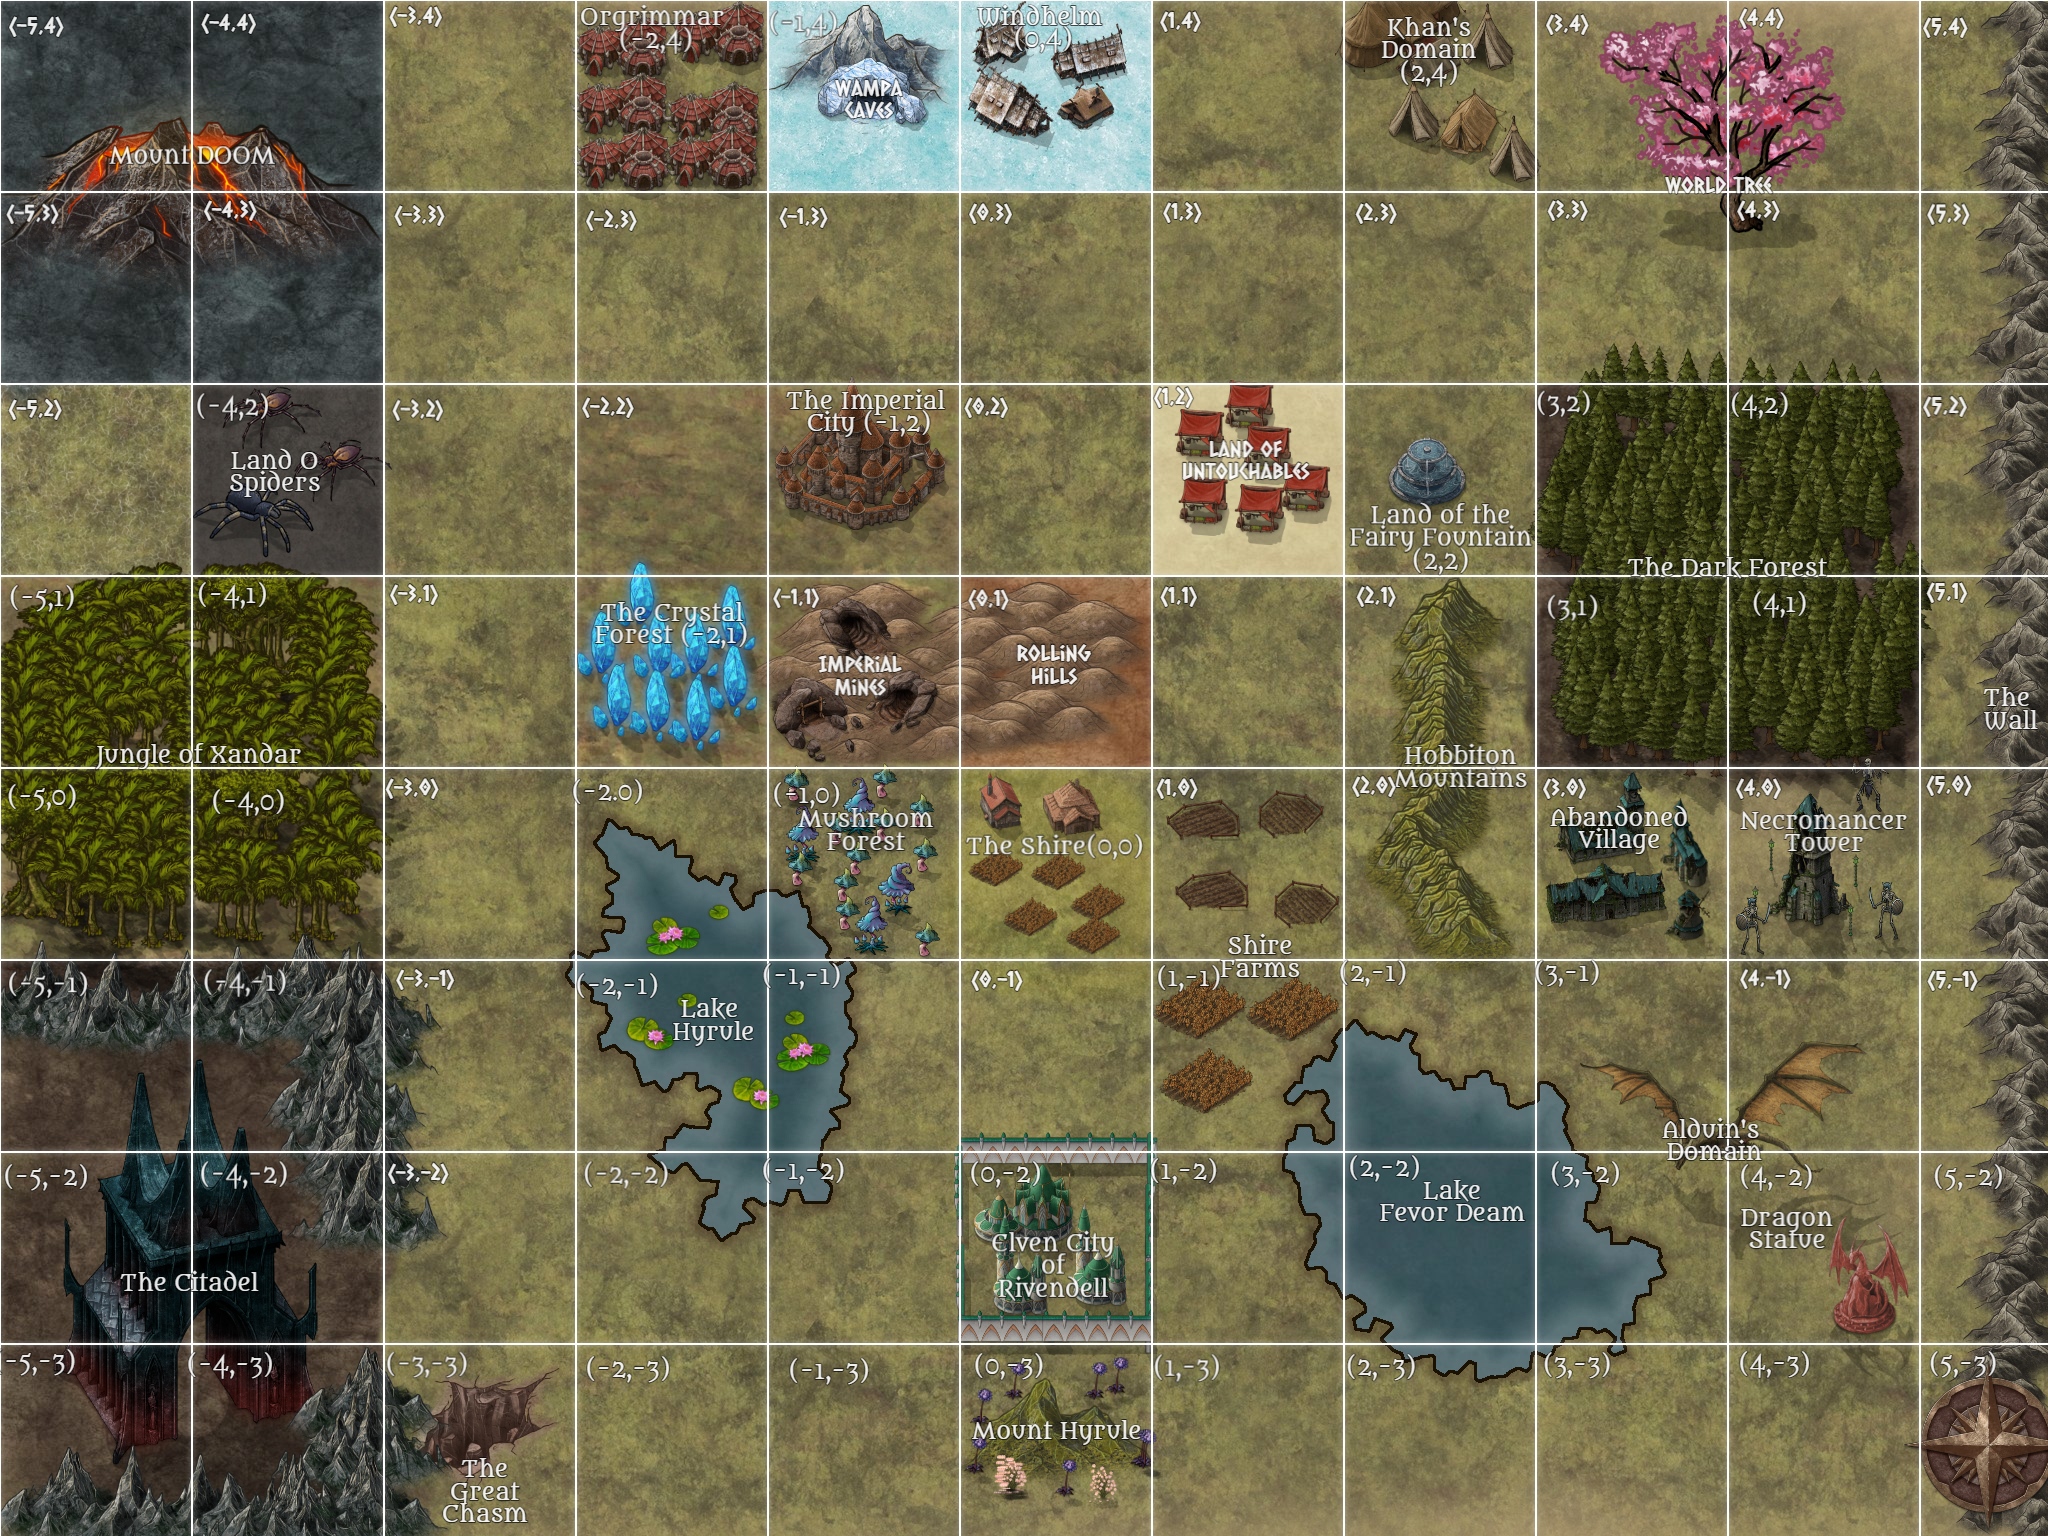 (-5,4)
(-4,4)
(-3,4)
Orgrimmar
(-2,4)
(-1,4)
WAMPA
CAVES
Windhelm
(0,4)
(1,4)
Khan's
Domain
(2,4)
(3,4)
(4,4)
(5,4)
Mount DOOM
WORLD TREE
(-5,3)
(-4,3)
(-3,3)
(-2,3)
(-1,3)
(0,3)
(1,3)
(2,3)
(3,3)
(4,3)
(5,3)
(-5,2)
(-4,2)
Land O
Spiders
(-3,2)
(-2,2)
The Imperial
City (-1,2)
(0,2)
(1,2)
LAND OF
UNTOUCHABLES
Land of the
Fairy Fountain
(2,2)
(3,2)
(4,2)
The Dark Forest
(5,2)
(-5,1)
(-4,1)
Jungle of Xandar
(-3,1)
The Crystal
Forest (-2,1)
(-1,1)
IMPERIAL
MINES
(0,1)
ROLLING
HILLS
(1,1)
(2,1)
Hobbiton
Mountains
(3,1)
(4,1)
(5,1)
The
Wall
(-5,0)
(-4,0)
(-3,0)
(-2.0)
(-1,0)
Mushroom
Forest
The Shire(0,0)
(1,0)
Shire
Farms
(2,0)
(3,0)
Abandoned
Village
(4,0)
Necromancer
Tower
(5,0)
(-5,-1)
(-4,-1)
(-3,-1)
(-2,-1)
Lake
Hyrule
(-1,-1)
(0,-1)
(1,-1)
(2,-1)
(3,-1)
(4,-1)
Alduin's
Domain
(5,-1)
(-5,-2)
(-4,-2)
The Citadel
(-3,-2)
(-2,-2)
(-1,-2)
(0,-2)
Elven City
of
Rivendell
(1,-2)
(2,-2)
Lake
Fevor Deam
(3,-2)
(4,-2)
Dragon
Statue
(5,-2)
-5,-3)
(-4,-3)
(-3,-3)
The
Great
Chasm
(-2,-3)
(-1,-3)
(0,-3)
Mount Hyrule
(1,-3)
(2,-3)
(3,-3)
(4,-3)
(5,-3)